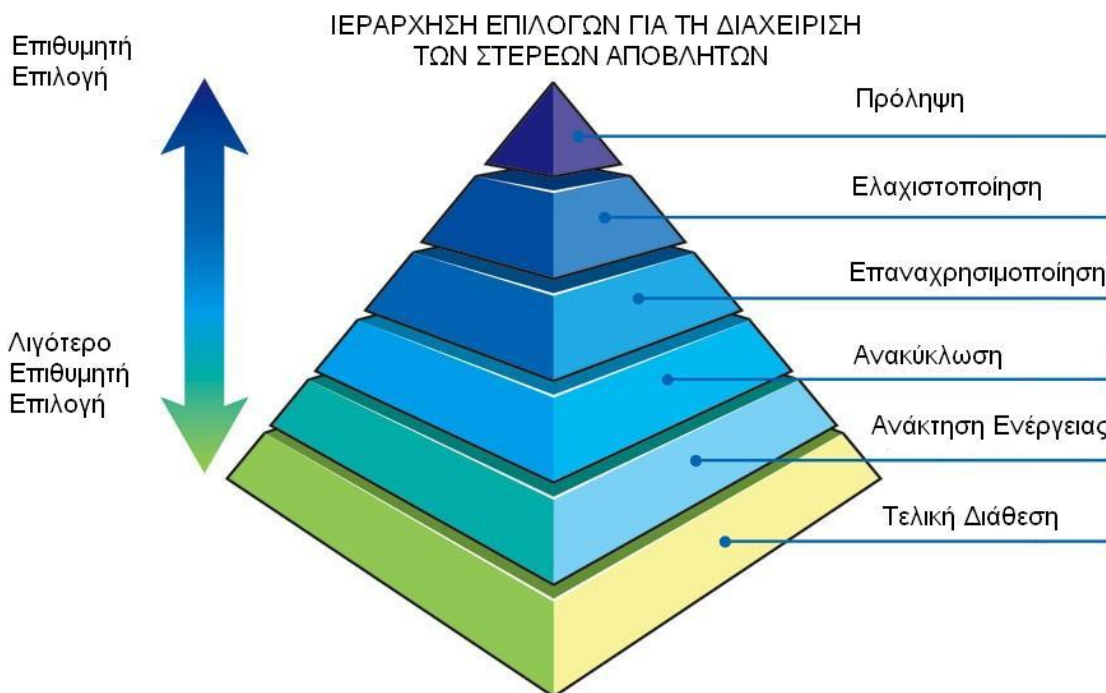 ΙΕΡΑΡΧΗΣΗ ΕΠΙΛΟΓΩΝ ΓΙΑ ΤΗ ΔΙΑΧΕΙΡΙΣΗ
ΤΩΝ ΣΤΕΡΕΩΝ ΑΠΟΒΛΗΤΩΝ
Επιθυμητή
Επιλογή
Πρόληψη
Ελαχιστοποίηση
Επαναχρησιμοποίηση
Λιγότερο
Επιθυμητή
Επιλογή
Ανακύκλωση
Ανάκτηση Ενέργειας
Τελική Διάθεση